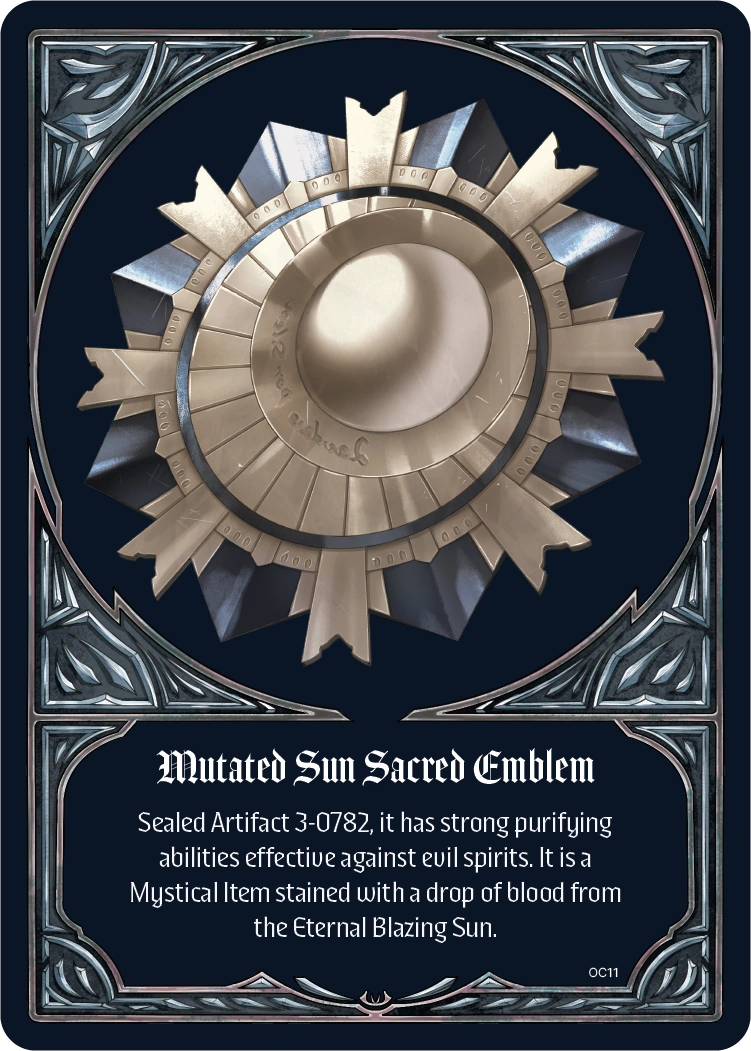 Mutated Sun Sacred Emblem
Sealed Artifact 3-0782, it has strong purifying
abilities effective against evil spirits. It is a
Mystical Item stained with a drop of blood from
the Eternal Blazing Sun.
OC11